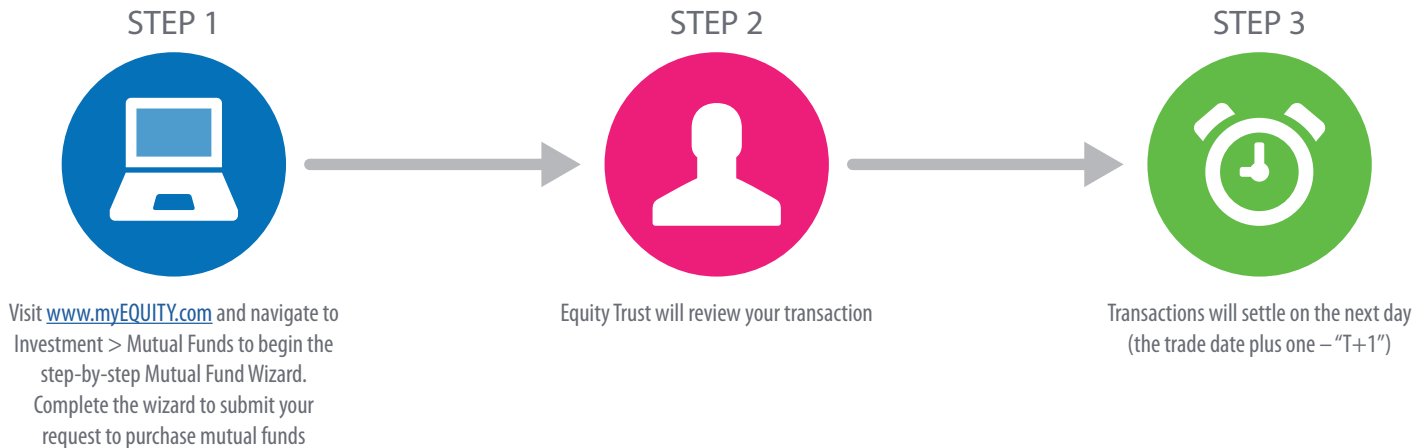 STEP 1
Visit www.myEQUITY.com and navigate to
Investment > Mutual Funds to begin the
step-by-step Mutual Fund Wizard.
Complete the wizard to submit your
request to purchase mutual funds
STEP 2
Equity Trust will review your transaction
STEP 3
Transactions will settle on the next day
(the trade date plus one – “T+1”)